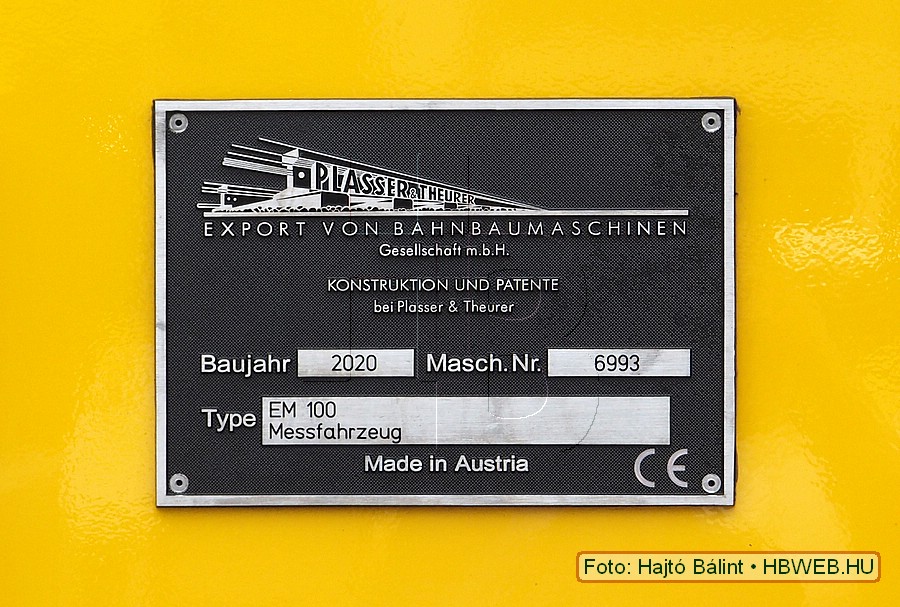 PLASSER & THEURER
EXPORT VON BAHNBAUMASCHINEN
Gesellschaft m.b.H.
KONSTRUKTION UND PATENTE
bei Plasser & Theurer
Baujahr 2020 Masch.Nr. 6993
Type EM 100
Messfahrzeug
Made in Austria CE
Foto: Hajtó Bálint • HBWEB.HU